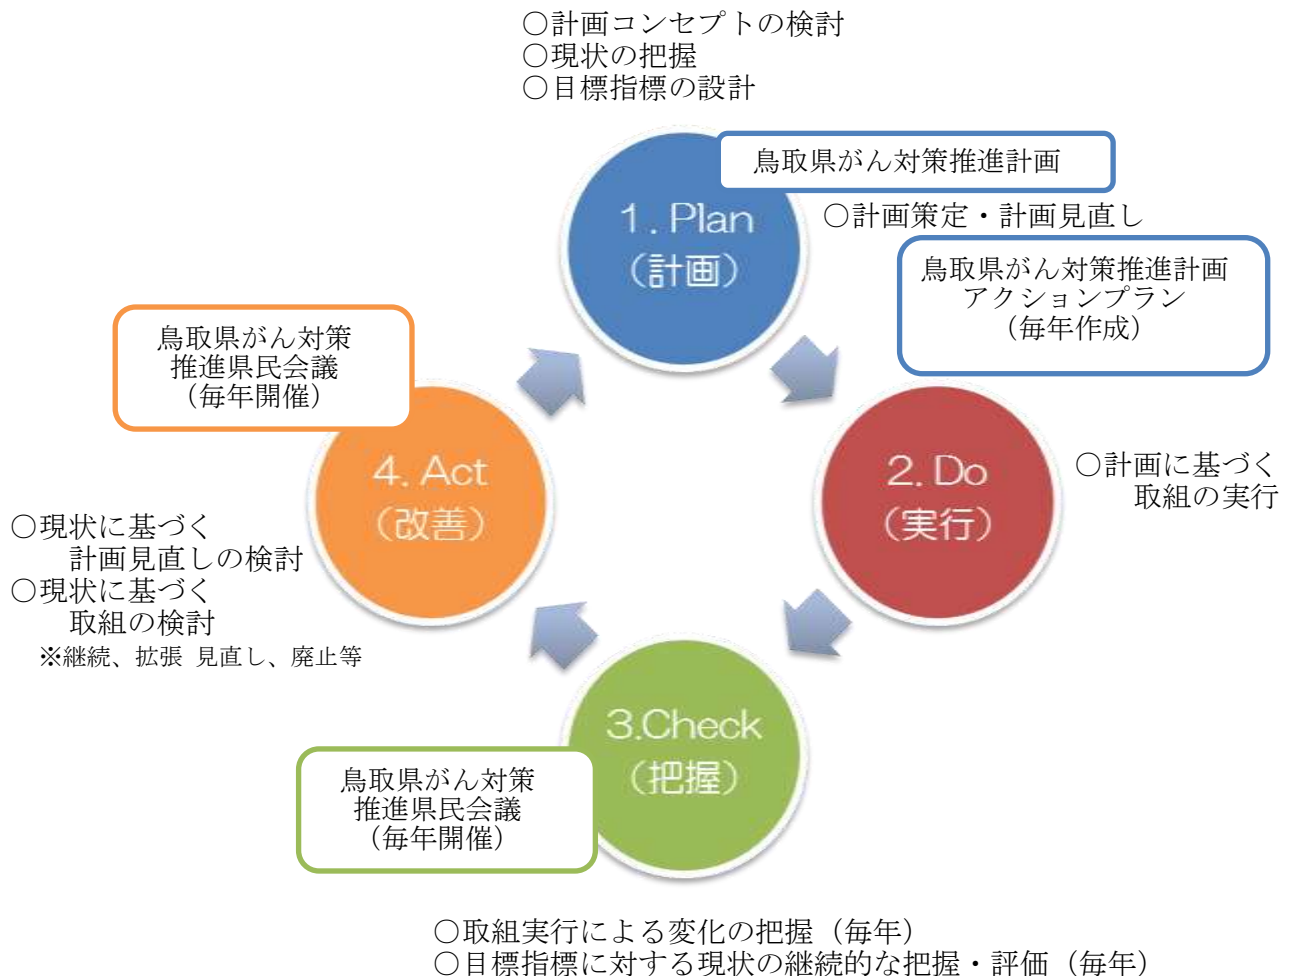 ○計画コンセプトの検討
○現状の把握
○目標指標の設計
鳥取県がん対策推進計画
1. Plan
（計画）
○計画策定・計画見直し
鳥取県がん対策推進計画
アクションプラン
（毎年作成）
2. Do
（実行）
○計画に基づく
取組の実行
3.Check
（把握）
鳥取県がん対策
推進県民会議
（毎年開催）
○取組実行による変化の把握（毎年）
○目標指標に対する現状の継続的な把握・評価（毎年）
鳥取県がん対策
推進県民会議
（毎年開催）
4. Act
（改善）
○現状に基づく
計画見直しの検討
○現状に基づく
取組の検討
※継続、拡張 見直し、廃止等